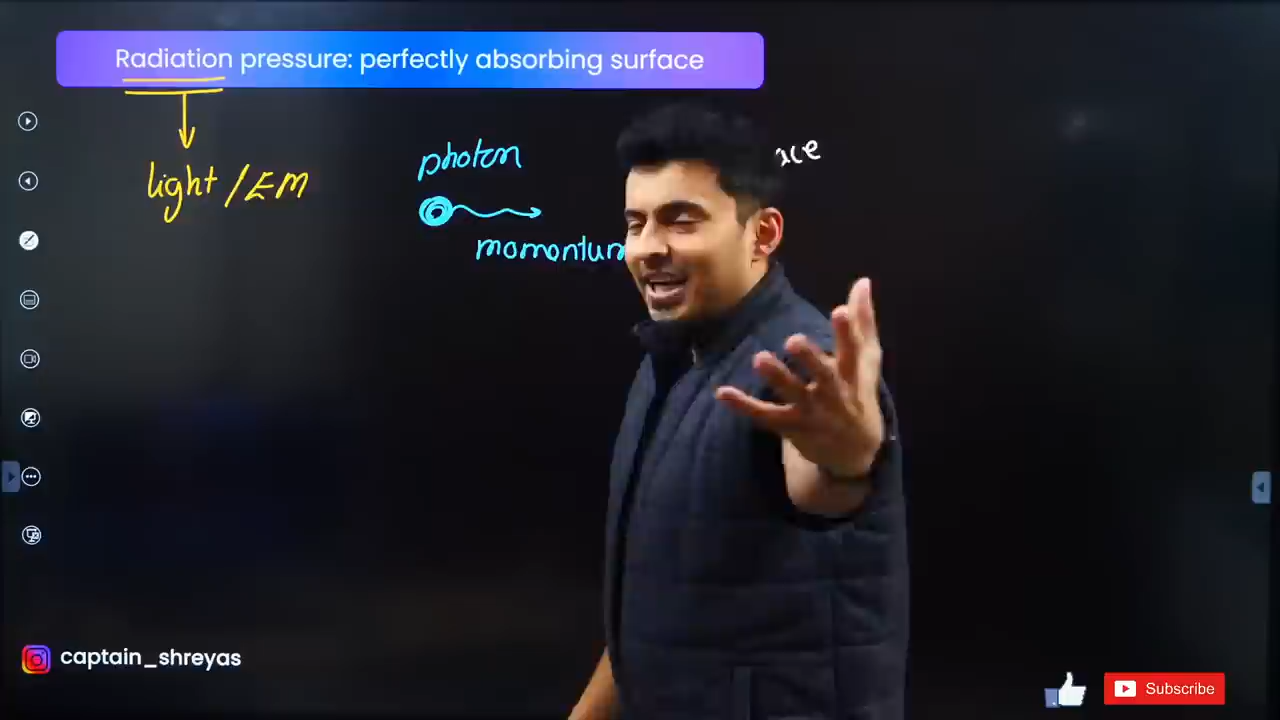 Radiation pressure: perfectly absorbing surface
photon
light / EM
momentum
captain_shreyas
Subscribe